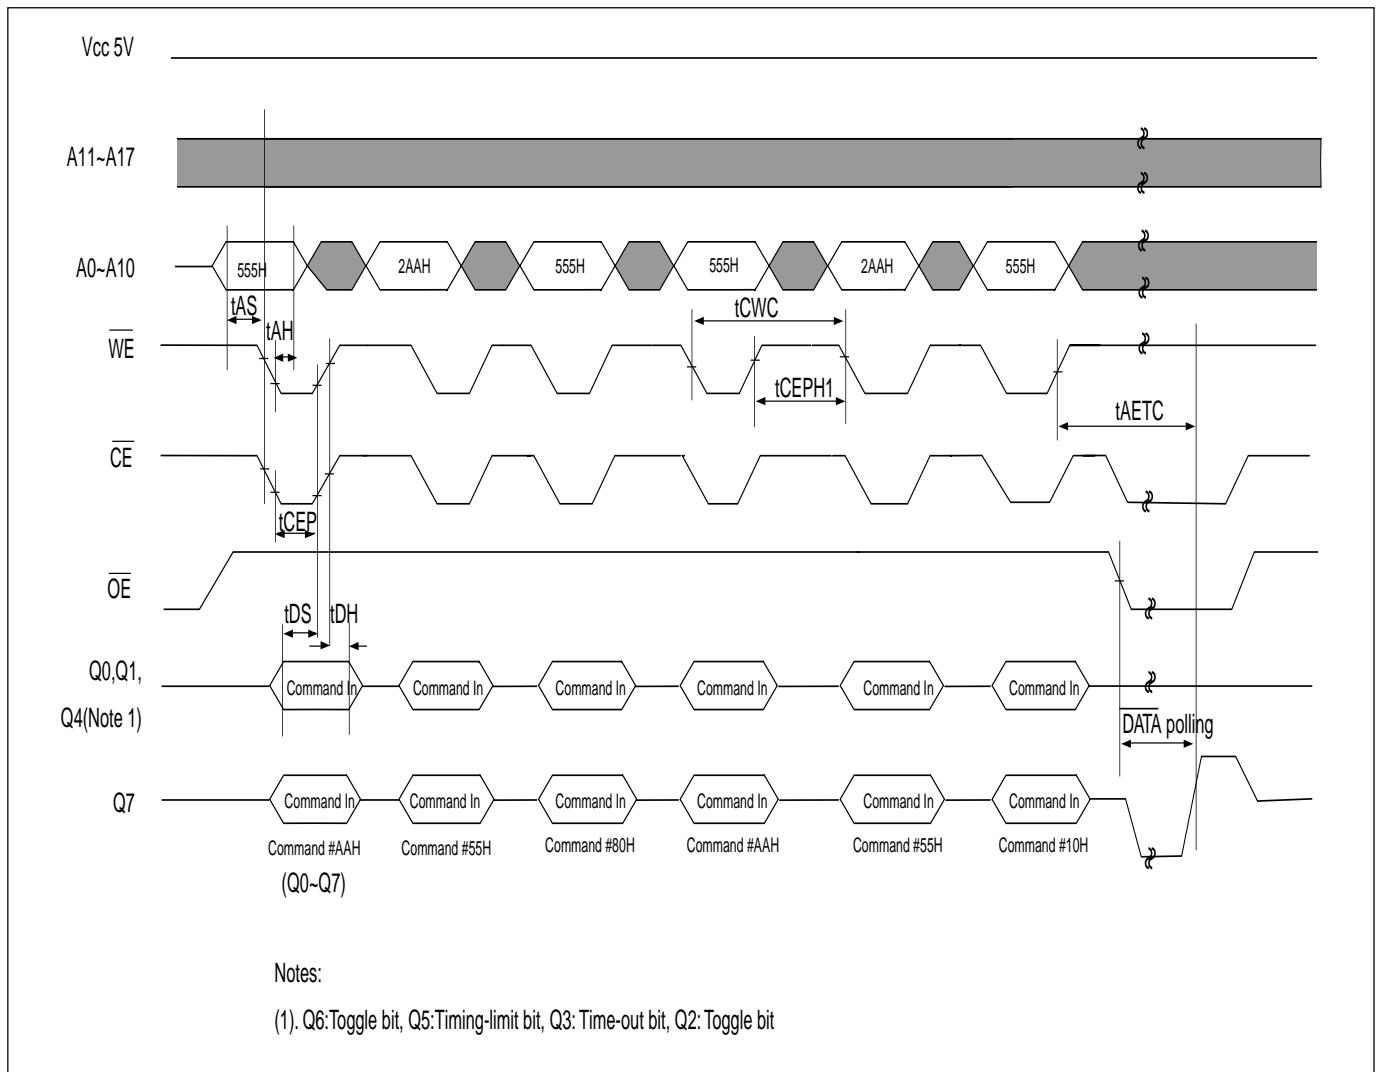 Vcc 5V
A11~A17
A0~A10
555H 2AAH 555H 555H 2AAH 555H
tAS
tCWC
tAH
WE
tCEPH1
tAETC
CE
tCEP
OE
tDS tDH
Q0,Q1,
Command In Command In Command In Command In Command In Command In
Q4(Note 1)
DATA polling
Q7
Command In Command In Command In Command In Command In Command In
Command #AAH Command #55H Command #80H Command #AAH Command #55H Command #10H
(Q0~Q7)
Notes:
(1). Q6:Toggle bit, Q5:Timing-limit bit, Q3: Time-out bit, Q2: Toggle bit